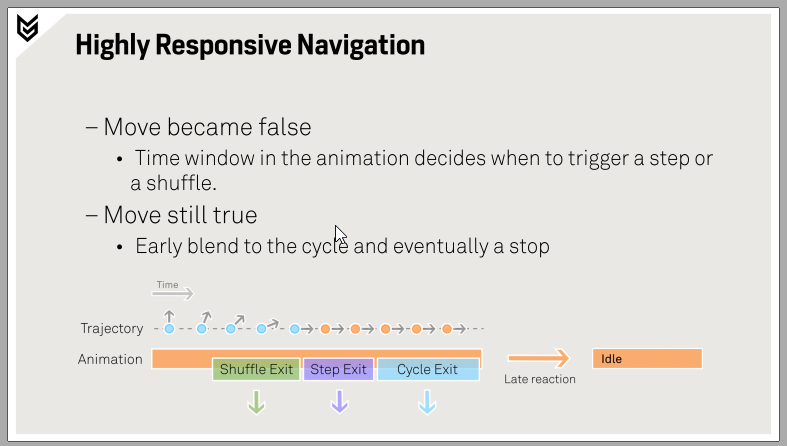 Highly Responsive Navigation
– Move became false
• Time window in the animation decides when to trigger a step or
a shuffle.
– Move still true
• Early blend to the cycle and eventually a stop
Time
Trajectory
Animation
Shuffle Exit
Step Exit
Cycle Exit
Late reaction
Idle